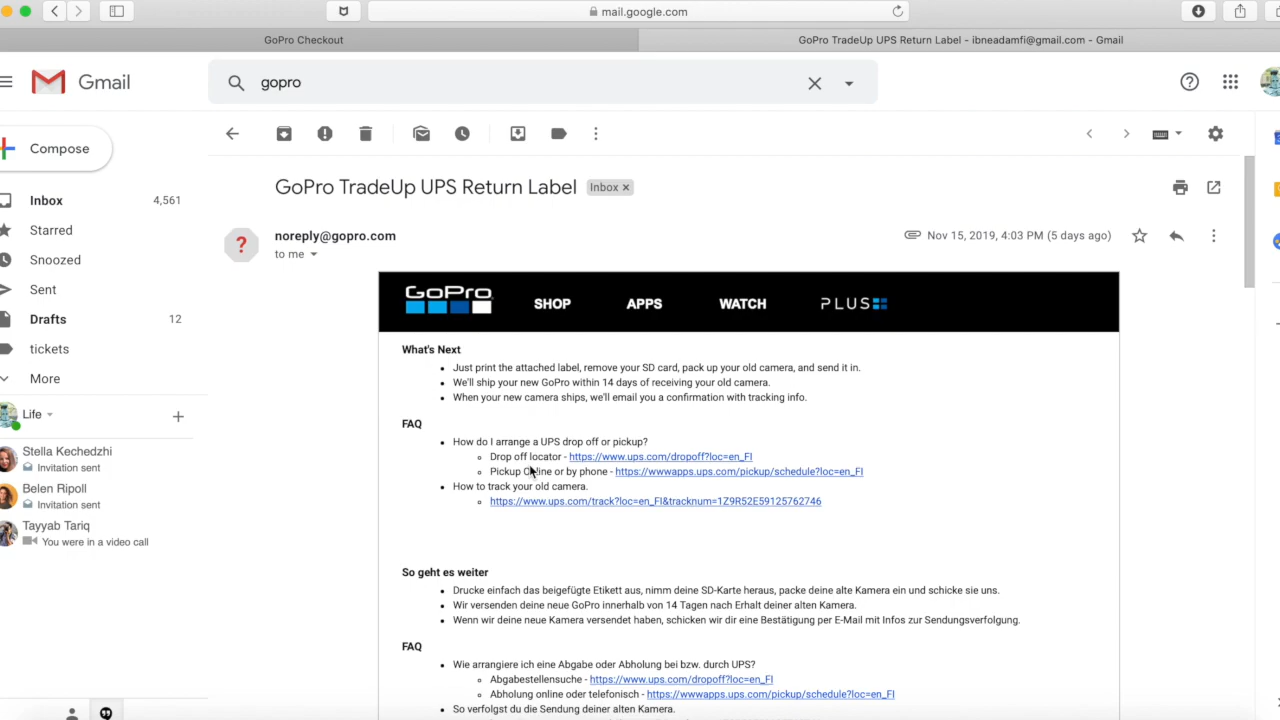 mail.google.com
GoPro Checkout
GoPro TradeUp UPS Return Label - ibneadamfi@gmail.com - Gmail
Gmail
gopro
Compose
Inbox 4,561
Starred
Snoozed
Sent
Drafts 12
tickets
More
Life
Stella Kechedzhi
Invitation sent
Belen Ripoll
Invitation sent
Tayyab Tariq
You were in a video call
GoPro TradeUp UPS Return Label Inbox
noreply@gopro.com
Nov 15, 2019, 4:03 PM (5 days ago)
to me
GoPro SHOP APPS WATCH PLUS
What's Next
Just print the attached label, remove your SD card, pack up your old camera, and send it in.
We'll ship your new GoPro within 14 days of receiving your old camera.
When your new camera ships, we'll email you a confirmation with tracking info.
FAQ
How do I arrange a UPS drop off or pickup?
Drop off locator - https://www.ups.com/dropoff?loc=en_FI
Pickup Online or by phone - https://wwwapps.ups.com/pickup/schedule?loc=en_FI
How to track your old camera.
https://www.ups.com/track?loc=en_FI&tracknum=1Z9R52E59125762746
So geht es weiter
Drucke einfach das beigefügte Etikett aus, nimm deine SD-Karte heraus, packe deine alte Kamera ein und schicke sie uns.
Wir versenden deine neue GoPro innerhalb von 14 Tagen nach Erhalt deiner alten Kamera.
Wenn wir deine neue Kamera versendet haben, schicken wir dir eine Bestätigung per E-Mail mit Infos zur Sendungsverfolgung.
FAQ
Wie arrangiere ich eine Abgabe oder Abholung bei bzw. durch UPS?
Abgabestellensuche - https://www.ups.com/dropoff?loc=en_FI
Abholung online oder telefonisch - https://wwwapps.ups.com/pickup/schedule?loc=en_FI
So verfolgst du die Sendung deiner alten Kamera.